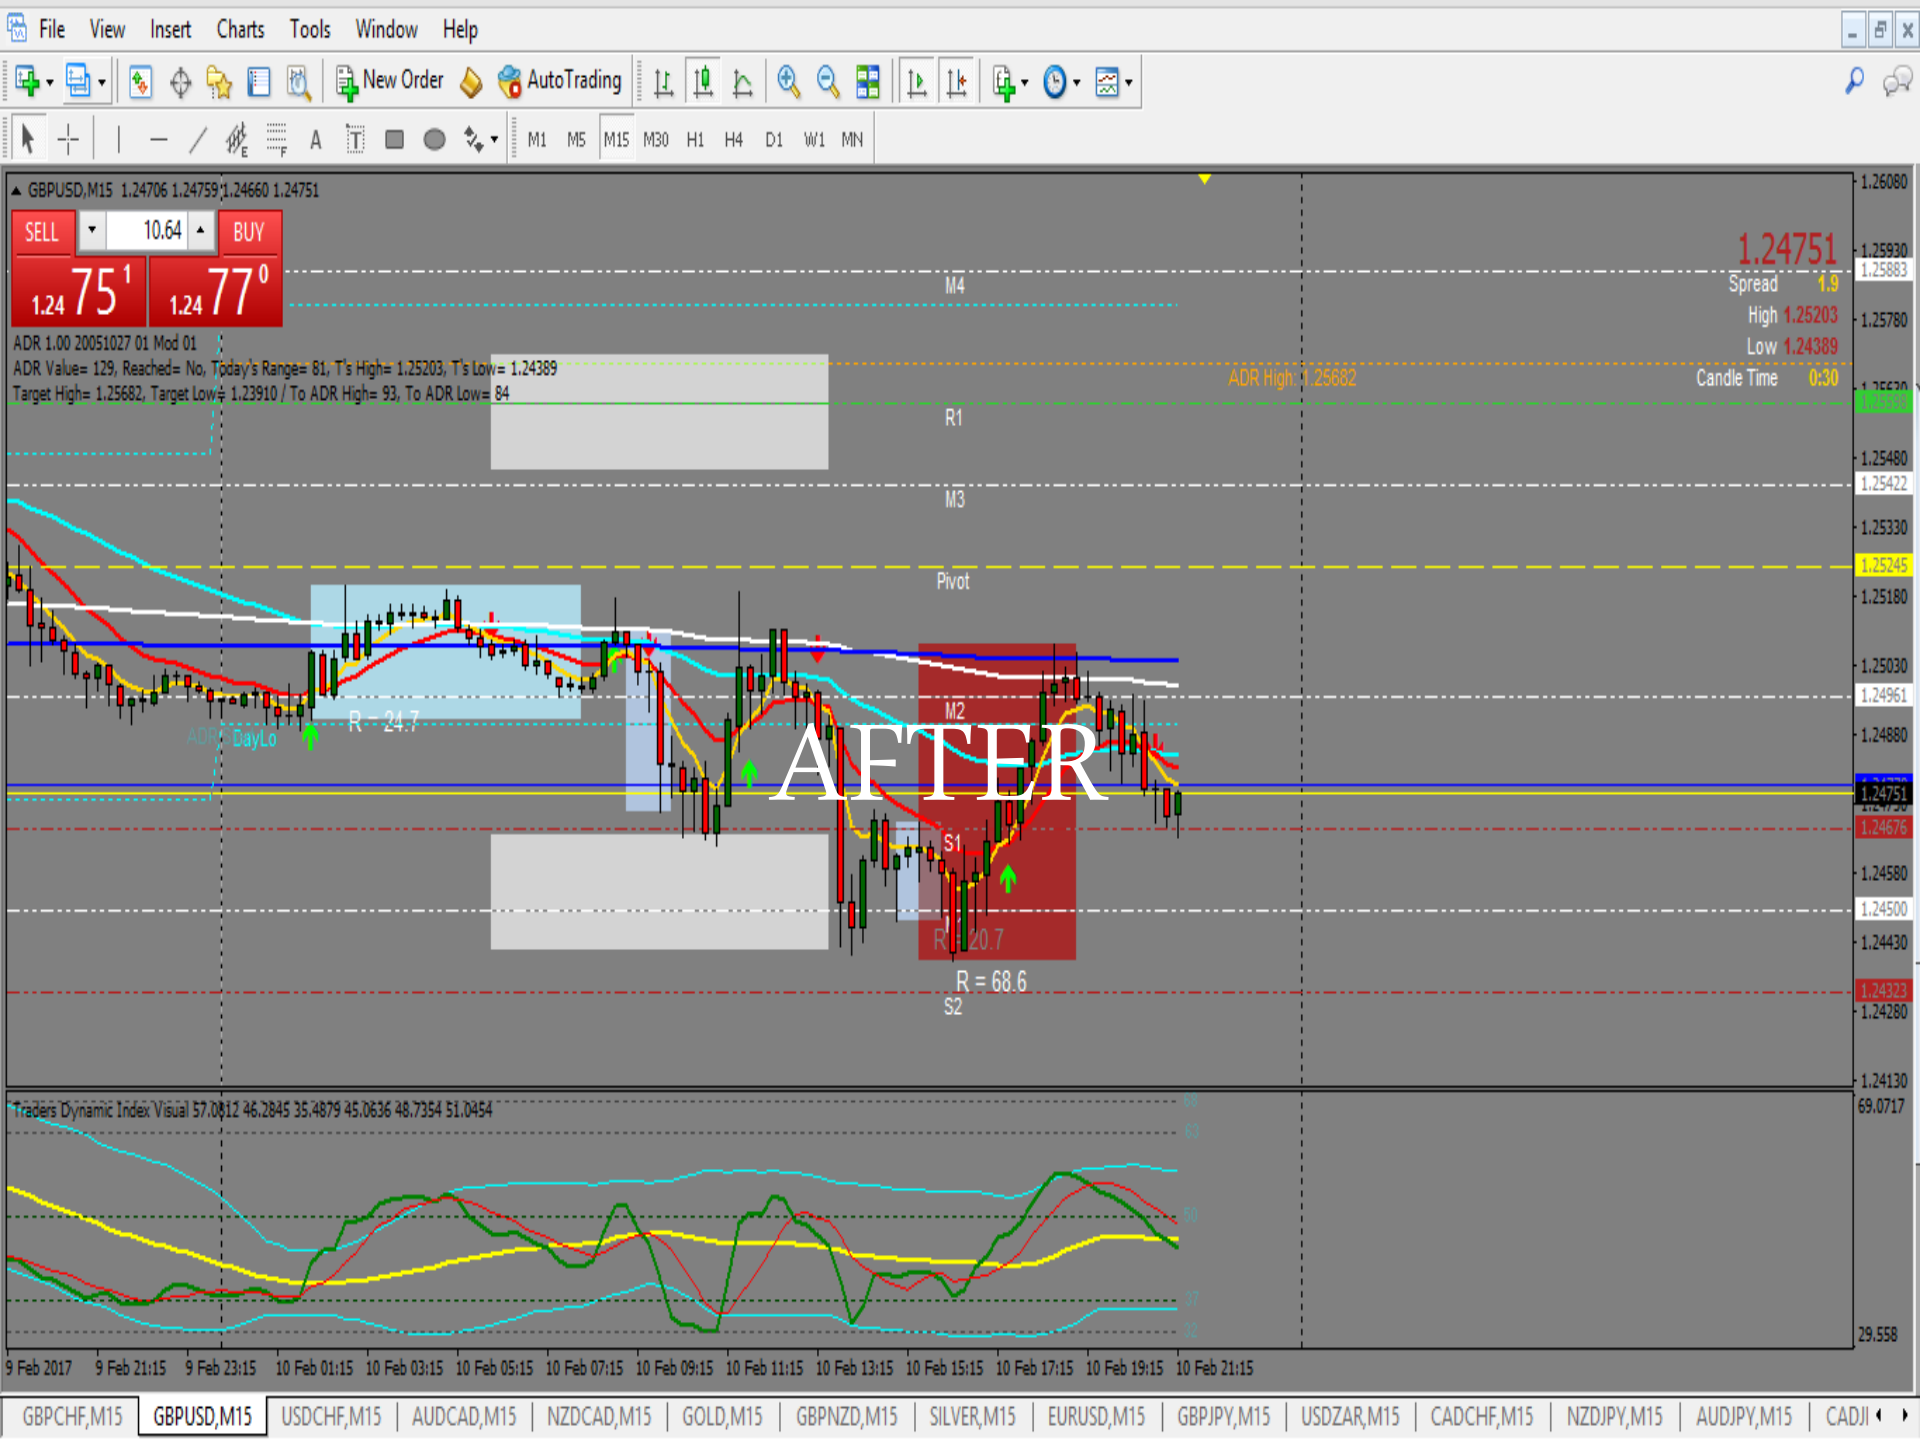 File View Insert Charts Tools Window Help
New Order AutoTrading
A T E F M1 M5 M15 M30 H1 H4 D1 W1 MN
GBPUSD,M15 1.24706 1.24759 1.24660 1.24751
SELL 10.64 BUY
1.24 75 1 1.24 77 0
ADR 1.00 20051027 01 Mod 01
ADR Value= 129, Reached= No, Today's Range= 81, T's High= 1.25203, T's Low= 1.24389
Target High= 1.25682, Target Low= 1.23910 / To ADR High= 93, To ADR Low= 84
1.24751
Spread 1.9
High 1.25203
Low 1.24389
Candle Time 0:30
ADR High: 1.25682
M4
R1
M3
Pivot
M2
S1
S2
R = 24.7
DayLo
AFTER
R = 20.7
R = 68.6
1.26080
1.25930
1.25883
1.25780
1.25480
1.25422
1.25330
1.25245
1.25180
1.25030
1.24961
1.24880
1.24751
1.24676
1.24580
1.24500
1.24430
1.24323
1.24280
1.24130
Traders Dynamic Index Visual 57.0812 46.2845 35.4879 45.0636 48.7354 51.0454
68
63
50
37
32
69.0717
29.558
9 Feb 2017 9 Feb 21:15 9 Feb 23:15 10 Feb 01:15 10 Feb 03:15 10 Feb 05:15 10 Feb 07:15 10 Feb 09:15 10 Feb 11:15 10 Feb 13:15 10 Feb 15:15 10 Feb 17:15 10 Feb 19:15 10 Feb 21:15
GBPCHF,M15 GBPUSD,M15 USDCHF,M15 AUDCAD,M15 NZDCAD,M15 GOLD,M15 GBPNZD,M15 SILVER,M15 EURUSD,M15 GBPJPY,M15 USDZAR,M15 CADCHF,M15 NZDJPY,M15 AUDJPY,M15 CADJ